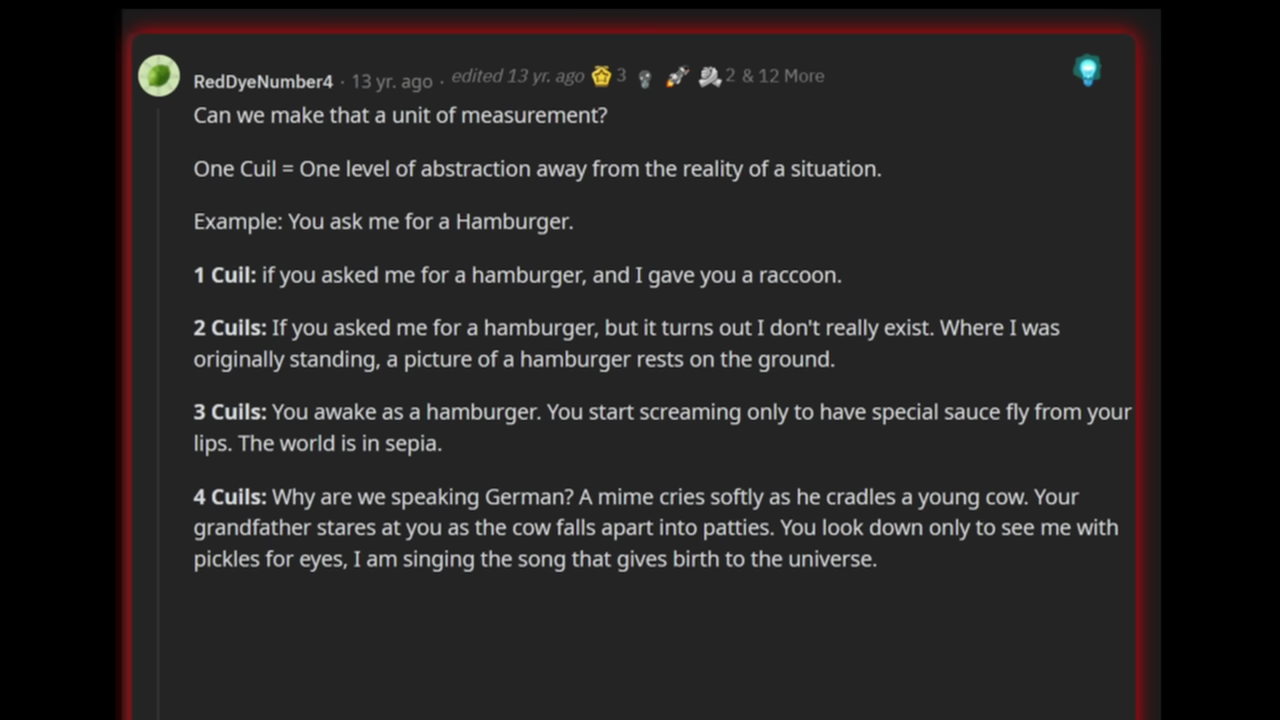 RedDyeNumber4 · 13 yr. ago · edited 13 yr. ago 3 2 & 12 More
Can we make that a unit of measurement?
One Cuil = One level of abstraction away from the reality of a situation.
Example: You ask me for a Hamburger.
1 Cuil: if you asked me for a hamburger, and I gave you a raccoon.
2 Cuils: If you asked me for a hamburger, but it turns out I don't really exist. Where I was
originally standing, a picture of a hamburger rests on the ground.
3 Cuils: You awake as a hamburger. You start screaming only to have special sauce fly from your
lips. The world is in sepia.
4 Cuils: Why are we speaking German? A mime cries softly as he cradles a young cow. Your
grandfather stares at you as the cow falls apart into patties. You look down only to see me with
pickles for eyes, I am singing the song that gives birth to the universe.